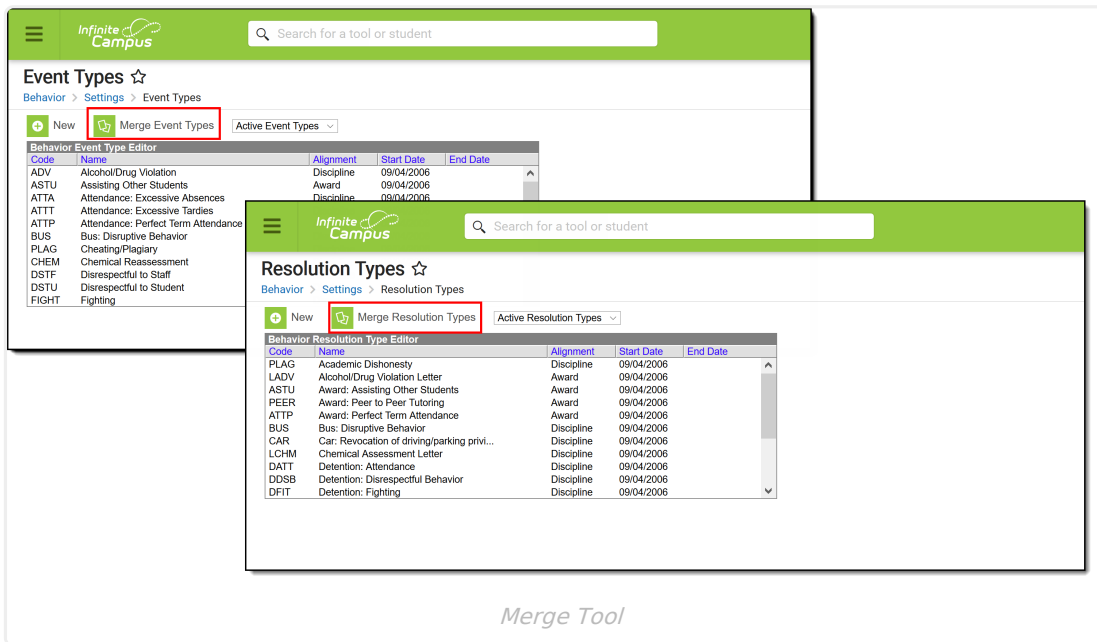 Infinite Campus
Search for a tool or student
Event Types
Behavior > Settings > Event Types
New Merge Event Types Active Event Types
Behavior Event Type Editor
Code Name Alignment Start Date End Date
ADV Alcohol/Drug Violation Discipline 09/04/2006
ASTU Assisting Other Students Award 09/04/2006
ATTA Attendance: Excessive Absences Discipline 09/04/2006
ATTT Attendance: Excessive Tardies
ATTP Attendance: Perfect Term Attendance
BUS Bus: Disruptive Behavior
PLAG Cheating/Plagiary
CHEM Chemical Reassessment
DSTF Disrespectful to Staff
DSTU Disrespectful to Student
FIGHT Fighting
Infinite Campus
Search for a tool or student
Resolution Types
Behavior > Settings > Resolution Types
New Merge Resolution Types Active Resolution Types
Behavior Resolution Type Editor
Code Name Alignment Start Date End Date
PLAG Academic Dishonesty Discipline 09/04/2006
LADV Alcohol/Drug Violation Letter Award 09/04/2006
ASTU Award: Assisting Other Students Award 09/04/2006
PEER Award: Peer to Peer Tutoring Award 09/04/2006
ATTP Award: Perfect Term Attendance Award 09/04/2006
BUS Bus: Disruptive Behavior Discipline 09/04/2006
CAR Car: Revocation of driving/parking privi... Discipline 09/04/2006
LCHM Chemical Assessment Letter Discipline 09/04/2006
DATT Detention: Attendance Discipline 09/04/2006
DDSB Detention: Disrespectful Behavior Discipline 09/04/2006
DFIT Detention: Fighting Discipline 09/04/2006
Merge Tool